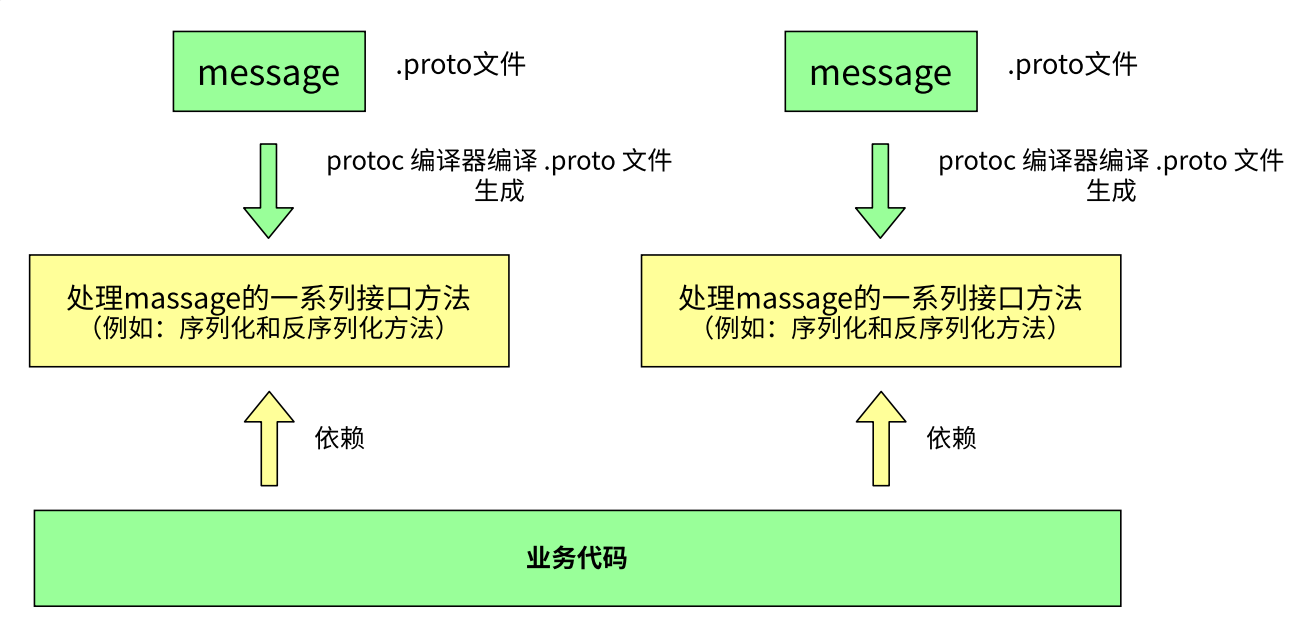 message
.proto文件
message
.proto文件
protoc 编译器编译 .proto 文件
生成
protoc 编译器编译 .proto 文件
生成
处理massage的一系列接口方法
（例如：序列化和反序列化方法）
处理massage的一系列接口方法
（例如：序列化和反序列化方法）
依赖
依赖
业务代码